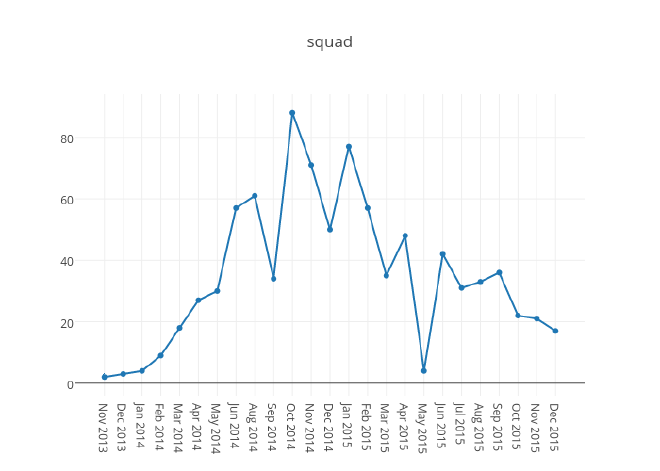 squad
80
60
40
20
0
Nov 2013
Dec 2013
Jan 2014
Feb 2014
Mar 2014
Apr 2014
May 2014
Jun 2014
Aug 2014
Sep 2014
Oct 2014
Nov 2014
Dec 2014
Jan 2015
Feb 2015
Mar 2015
Apr 2015
May 2015
Jun 2015
Jul 2015
Aug 2015
Sep 2015
Oct 2015
Nov 2015
Dec 2015